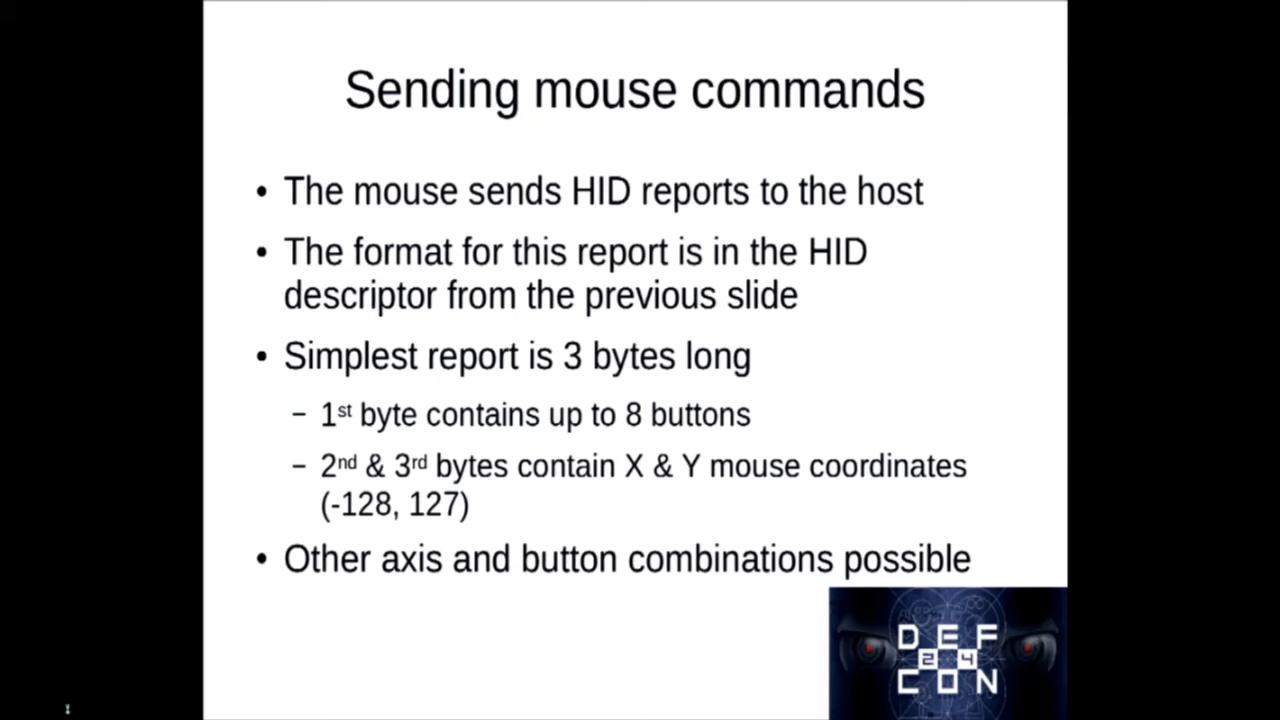 Sending mouse commands
• The mouse sends HID reports to the host
• The format for this report is in the HID
descriptor from the previous slide
• Simplest report is 3 bytes long
– 1st byte contains up to 8 buttons
– 2nd & 3rd bytes contain X & Y mouse coordinates
(-128, 127)
• Other axis and button combinations possible
DEF
24
CON